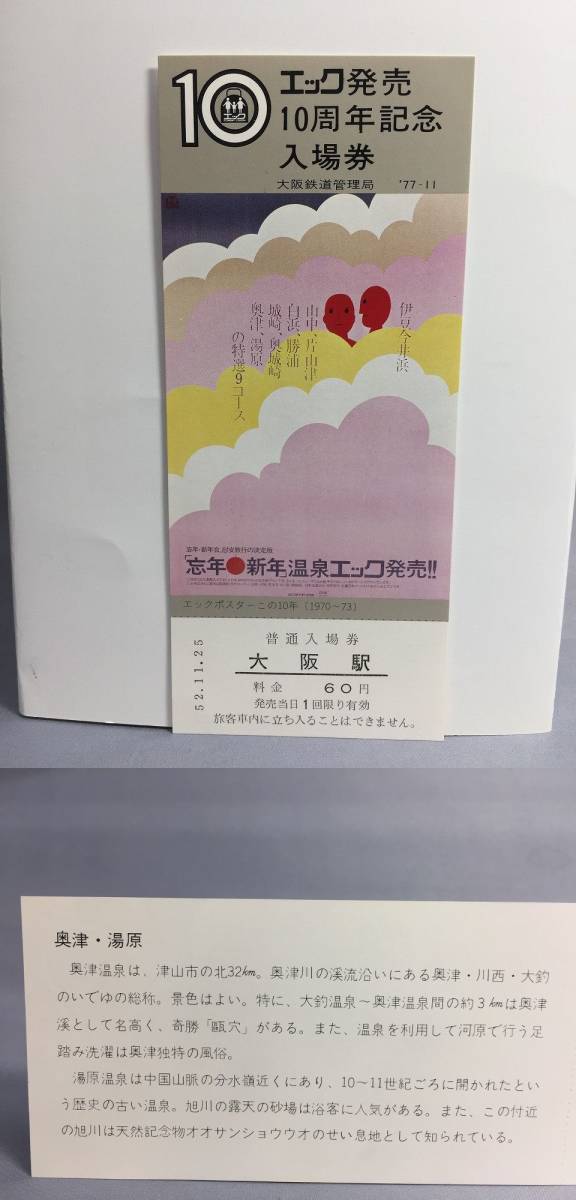 10
エック
エック発売
10周年記念
入場券
大阪鉄道管理局 '77-11
伊豆今井浜
山中、片山津
白浜、勝浦
城崎、奥城崎
奥津、湯原
の特選9コース
忘年・新年会、慰安旅行の決定版
「忘年●新年温泉エック発売!!
エックポスターこの10年(1970〜73)
52.11.25
普通入場券
大阪駅
料金 60円
発売当日1回限り有効
旅客車内に立ち入ることはできません。
奥津・湯原
奥津温泉は、津山市の北32㎞。奥津川の渓流沿いにある奥津・川西・大釣
のいでゆの総称。景色はよい。特に、大釣温泉〜奥津温泉間の約3㎞は奥津
渓として名高く、奇勝「甌穴」がある。また、温泉を利用して河原で行う足
踏み洗濯は奥津独特の風俗。
湯原温泉は中国山脈の分水嶺近くにあり、10〜11世紀ごろに開かれたとい
う歴史の古い温泉。旭川の露天の砂場は浴客に人気がある。また、この付近
の旭川は天然記念物オオサンショウウオのせい息地として知られている。